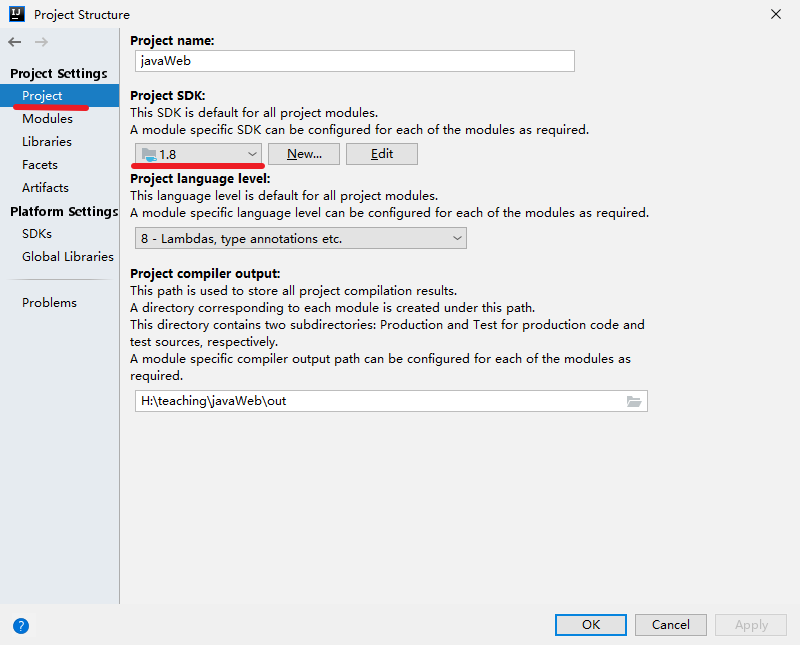 Project Structure
Project Settings
Project
Modules
Libraries
Facets
Artifacts
Platform Settings
SDKs
Global Libraries
Problems
Project name:
javaWeb
Project SDK:
This SDK is default for all project modules.
A module specific SDK can be configured for each of the modules as required.
1.8
New...
Edit
Project language level:
This language level is default for all project modules.
A module specific language level can be configured for each of the modules as required.
8 - Lambdas, type annotations etc.
Project compiler output:
This path is used to store all project compilation results.
A directory corresponding to each module is created under this path.
This directory contains two subdirectories: Production and Test for production code and
test sources, respectively.
A module specific compiler output path can be configured for each of the modules as
required.
H:\teaching\javaWeb\out
?
OK
Cancel
Apply